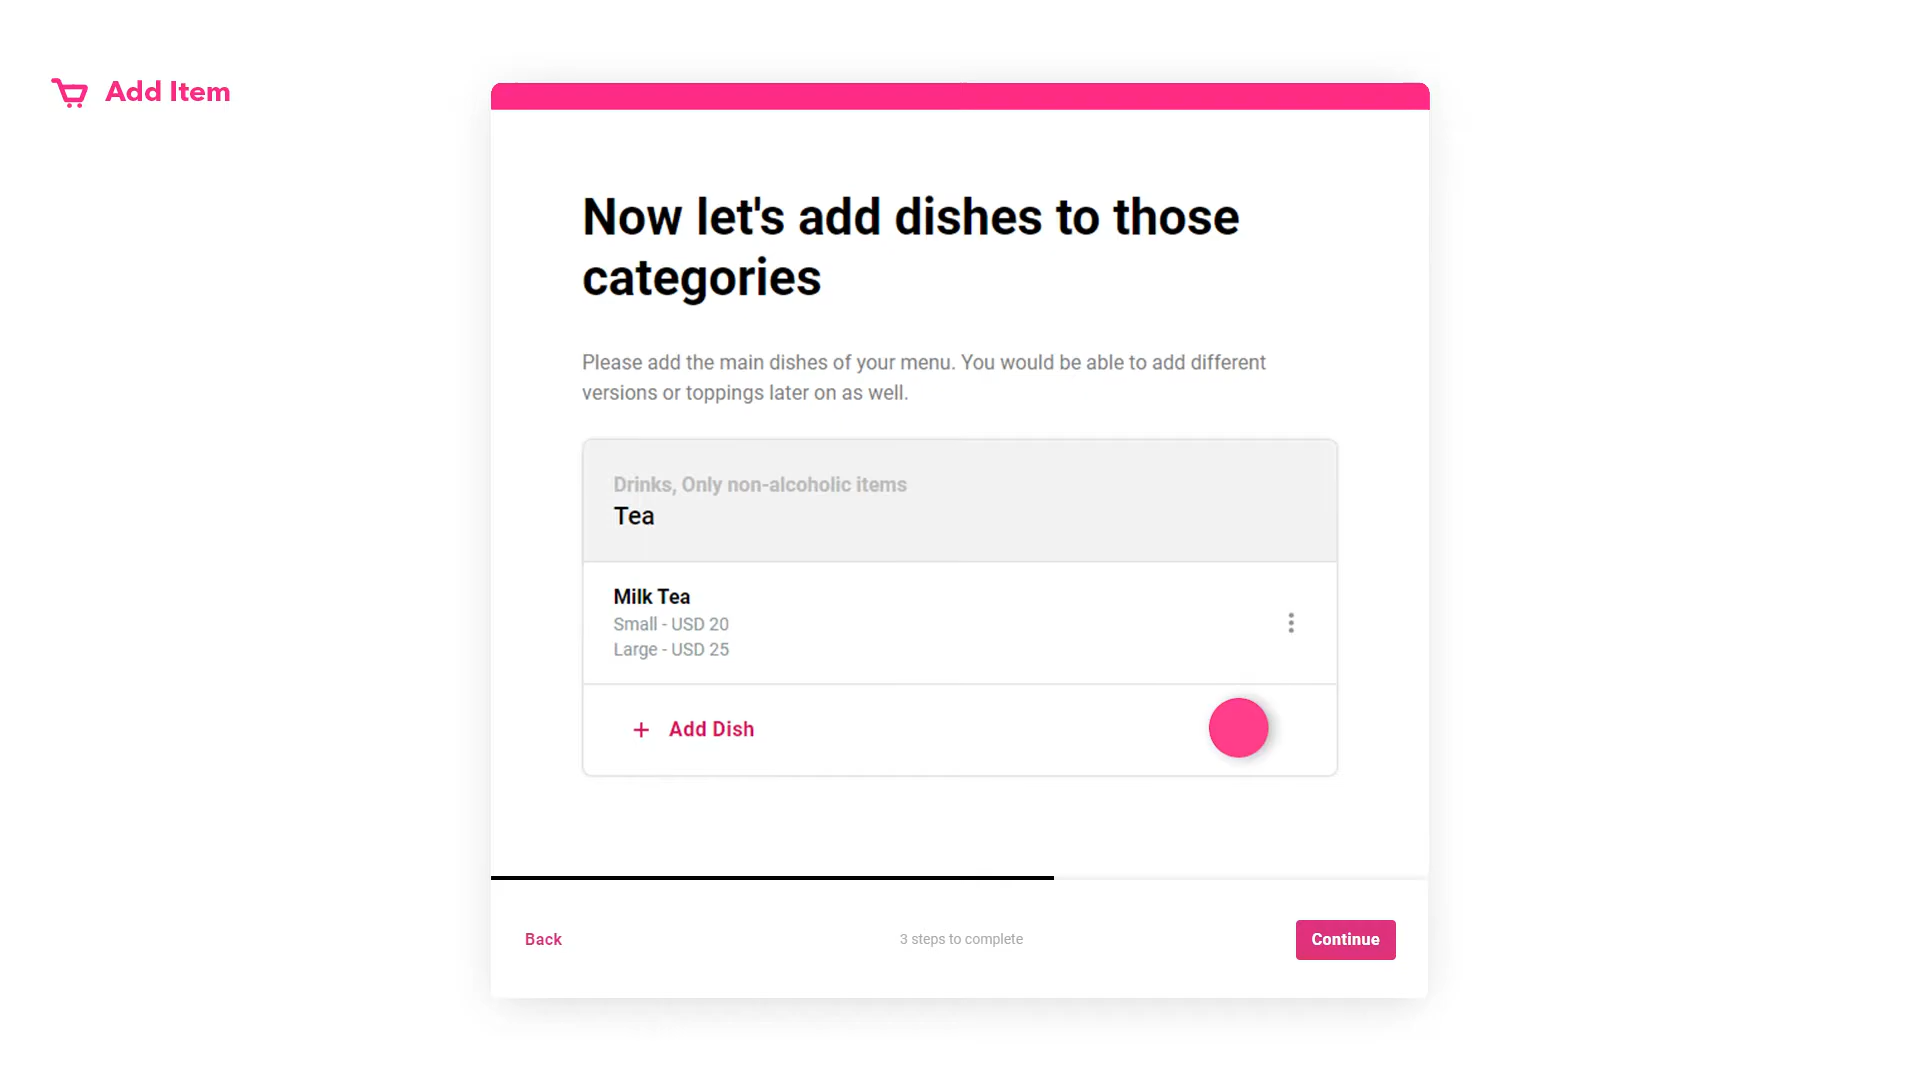 Add Item
Now let's add dishes to those
categories
Please add the main dishes of your menu. You would be able to add different
versions or toppings later on as well.
Drinks, Only non-alcoholic items
Tea
Milk Tea
Small - USD 20
Large - USD 25
+ Add Dish
Back
3 steps to complete
Continue